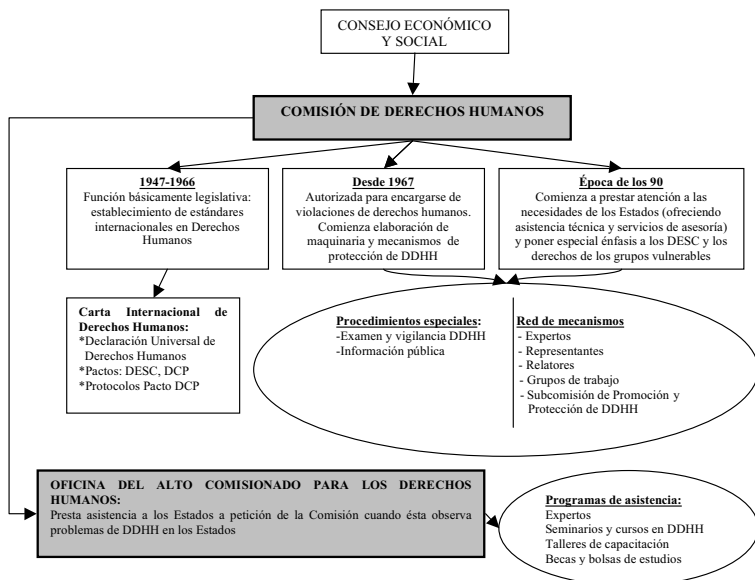 CONSEJO ECONÓMICO
Y SOCIAL
COMISIÓN DE DERECHOS HUMANOS
1947-1966
Función básicamente legislativa:
establecimiento de estándares
internacionales en Derechos
Humanos
Desde 1967
Autorizada para encargarse de
violaciones de derechos humanos.
Comienza elaboración de
maquinaria y mecanismos de
protección de DDHH
Época de los 90
Comienza a prestar atención a las
necesidades de los Estados (ofreciendo
asistencia técnica y servicios de asesoría)
y poner especial énfasis a los DESC y los
derechos de los grupos vulnerables
Carta Internacional de
Derechos Humanos:
*Declaración Universal de
Derechos Humanos
*Pactos: DESC, DCP
*Protocolos Pacto DCP
Procedimientos especiales:
-Examen y vigilancia DDHH
-Información pública
Red de mecanismos
- Expertos
- Representantes
- Relatores
- Grupos de trabajo
- Subcomisión de Promoción y
Protección de DDHH
OFICINA DEL ALTO COMISIONADO PARA LOS DERECHOS
HUMANOS:
Presta asistencia a los Estados a petición de la Comisión cuando ésta observa
problemas de DDHH en los Estados
Programas de asistencia:
Expertos
Seminarios y cursos en DDHH
Talleres de capacitación
Becas y bolsas de estudios